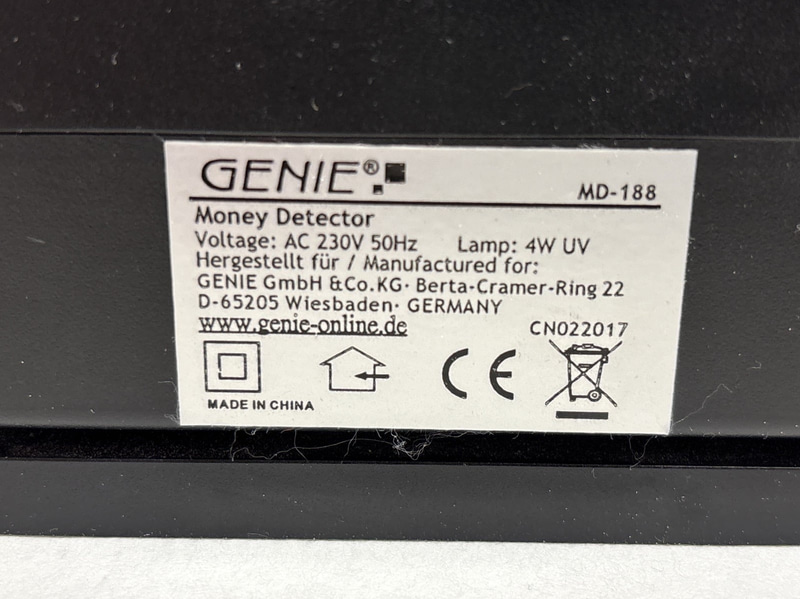 GENIE®
MD-188
Money Detector
Voltage: AC 230V 50Hz Lamp: 4W UV
Hergestellt für / Manufactured for:
GENIE GmbH &Co.KG· Berta-Cramer-Ring 22
D-65205 Wiesbaden· GERMANY
www.genie-online.de CN022017
CE
MADE IN CHINA